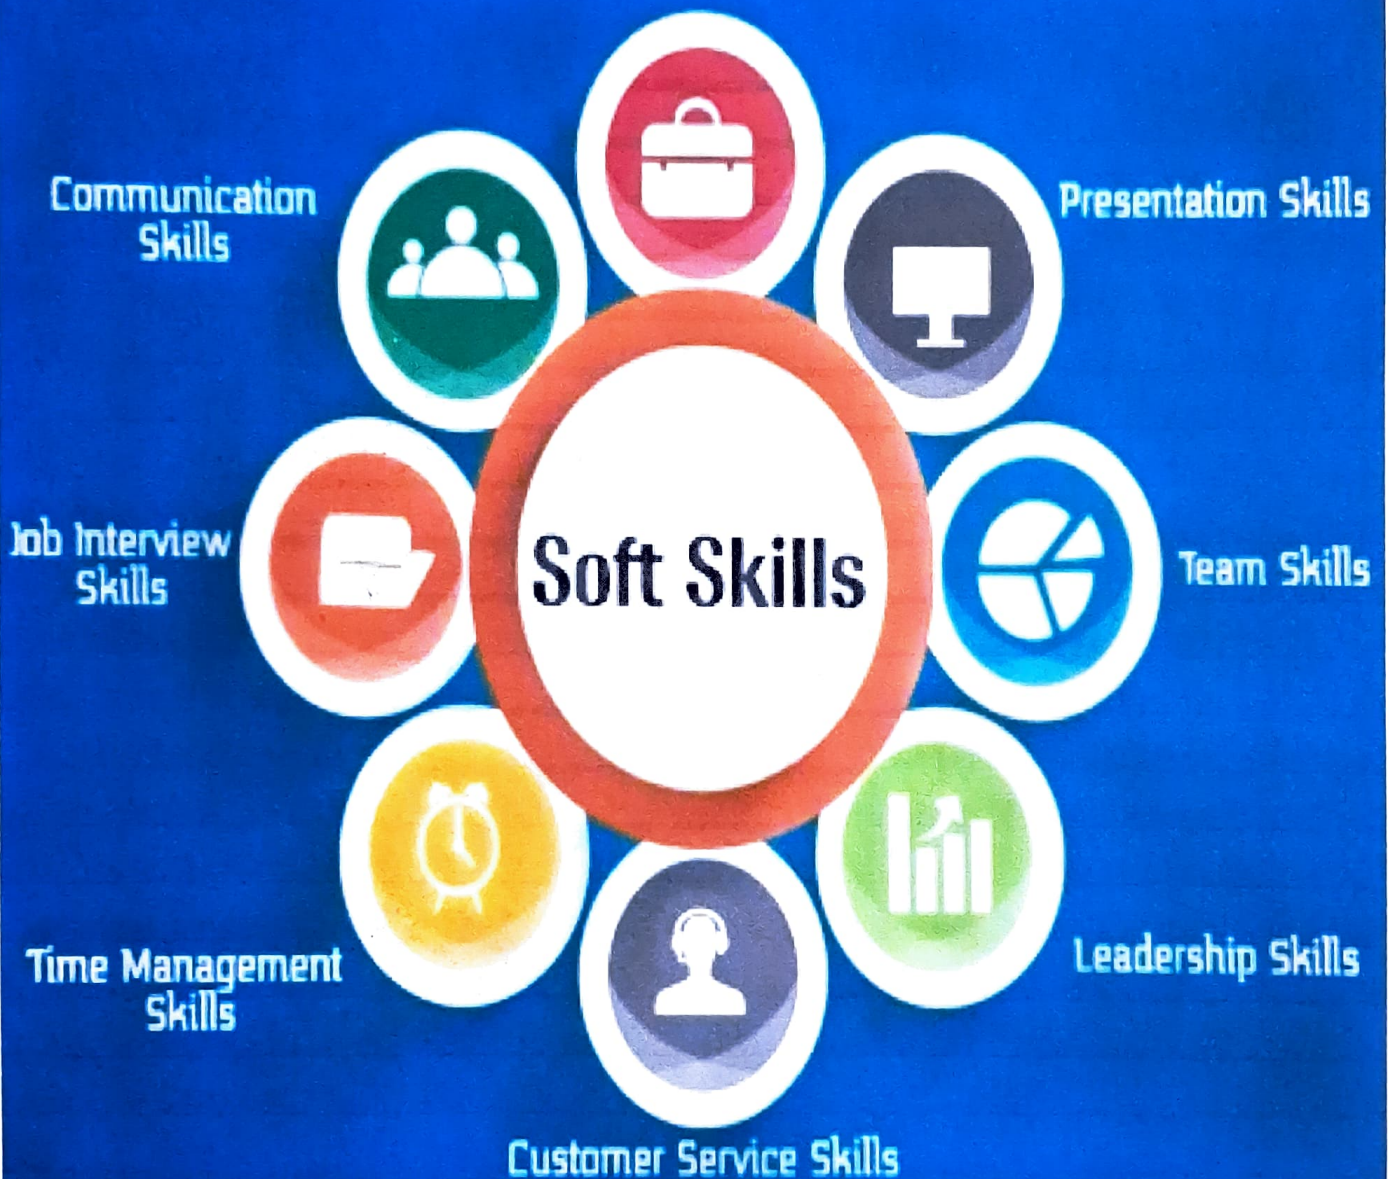 Communication
Skills
Presentation Skills
Job Interview
Skills
Soft Skills
Team Skills
Time Management
Skills
Leadership Skills
Customer Service Skills